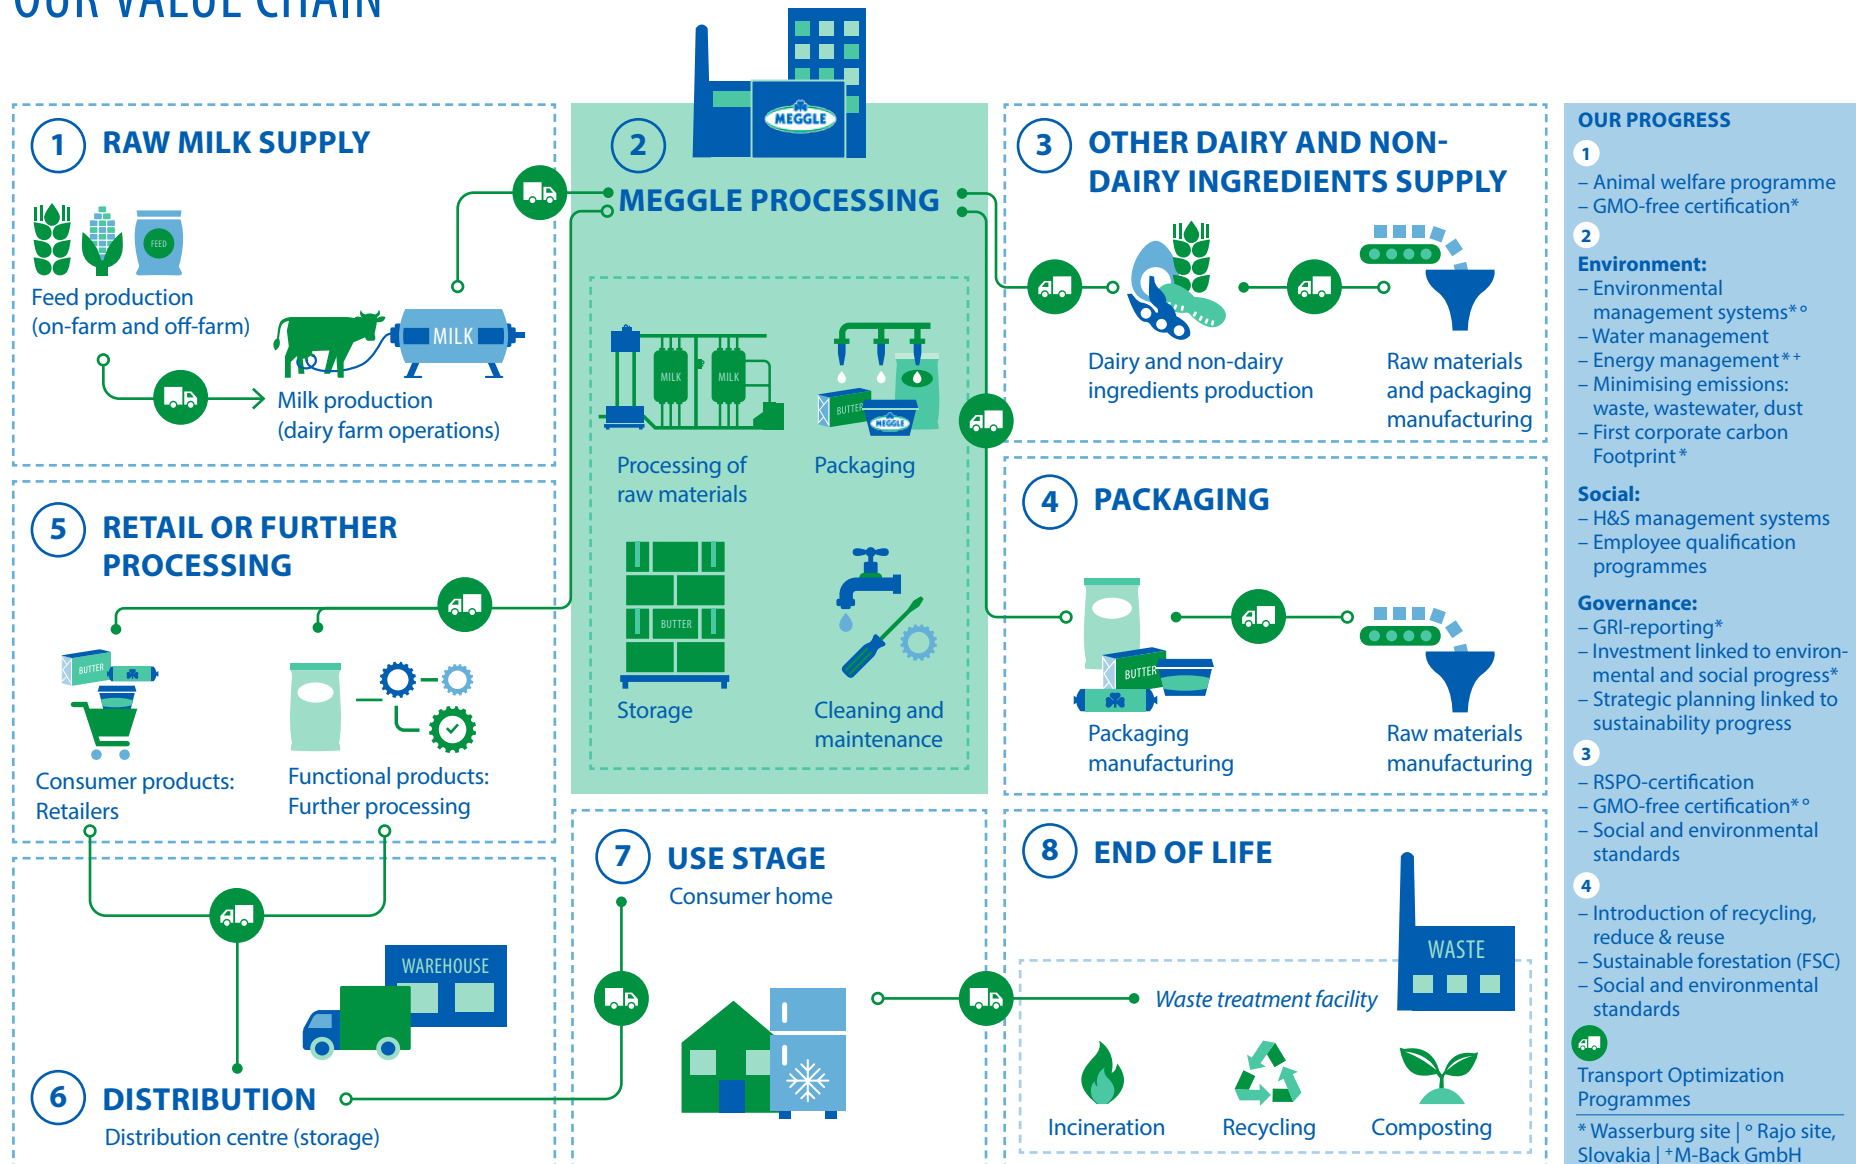 OUR VALUE CHAIN
1
RAW MILK SUPPLY
FEED
Feed production
(on-farm and off-farm)
MILK
Milk production
(dairy farm operations)
MEGGLE
2
MEGGLE PROCESSING
MILK
MILK
BUTTER
MEGGLE
Processing of
raw materials
Packaging
BUTTER
Storage
Cleaning and
maintenance
3
OTHER DAIRY AND NON-
DAIRY INGREDIENTS SUPPLY
Dairy and non-dairy
ingredients production
Raw materials
and packaging
manufacturing
4
PACKAGING
BUTTER
Packaging
manufacturing
Raw materials
manufacturing
5
RETAIL OR FURTHER
PROCESSING
BUTTER
Consumer products:
Retailers
Functional products:
Further processing
WAREHOUSE
6
DISTRIBUTION
Distribution centre (storage)
7
USE STAGE
Consumer home
8
END OF LIFE
WASTE
Waste treatment facility
Incineration
Recycling
Composting
OUR PROGRESS
1
– Animal welfare programme
– GMO-free certification*
2
Environment:
– Environmental
management systems*°
– Water management
– Energy management*+
– Minimising emissions:
waste, wastewater, dust
– First corporate carbon
Footprint*
Social:
– H&S management systems
– Employee qualification
programmes
Governance:
– GRI-reporting*
– Investment linked to environ-
mental and social progress*
– Strategic planning linked to
sustainability progress
3
– RSPO-certification
– GMO-free certification*°
– Social and environmental
standards
4
– Introduction of recycling,
reduce & reuse
– Sustainable forestation (FSC)
– Social and environmental
standards
Transport Optimization
Programmes
* Wasserburg site | ° Rajo site,
Slovakia | +M-Back GmbH